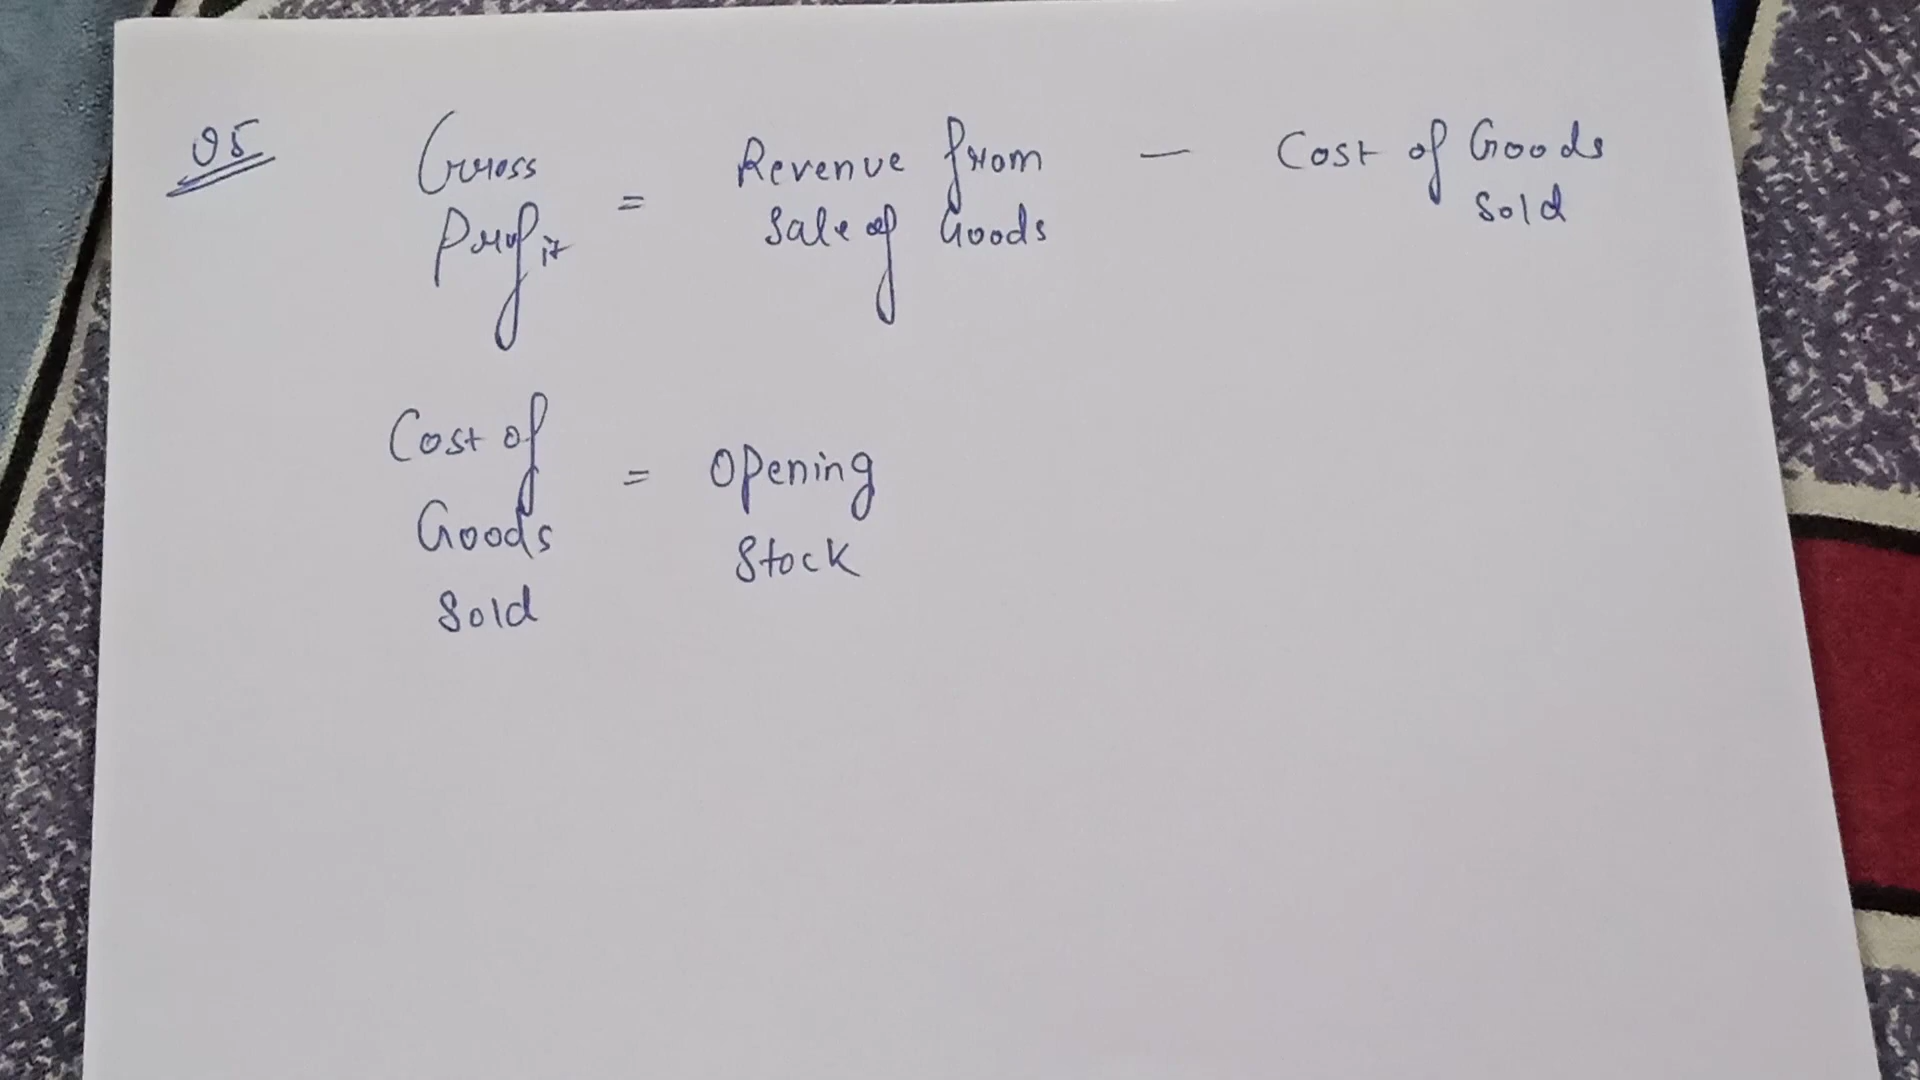 Q5 Gross Profit = Revenue from Sale of Goods — Cost of Goods Sold
Cost of Goods Sold = Opening Stock